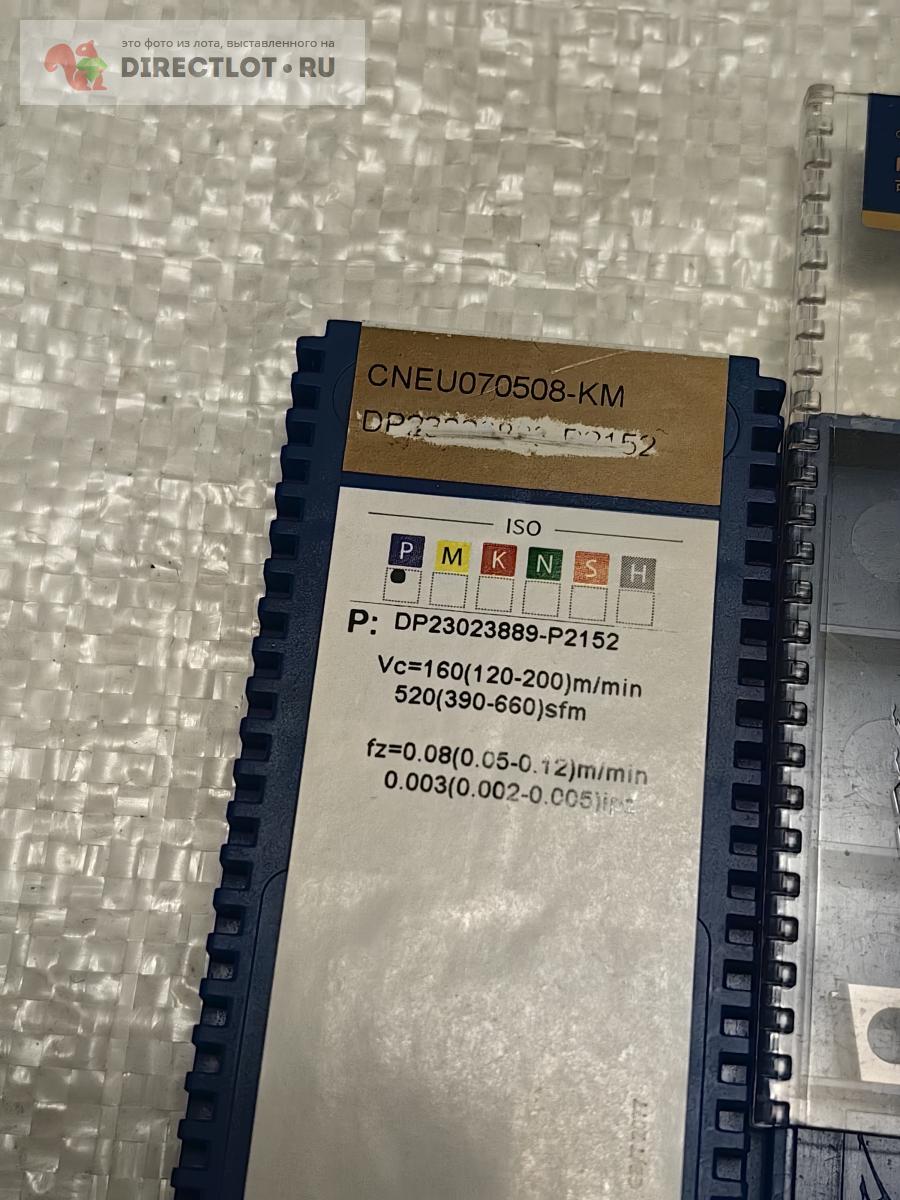 это фото из лота, выставленного на
DIRECTLOT•RU
CNEU070508-KM
ISO
P M K N S H
P: DP23023889-P2152
Vc=160(120-200)m/min
520(390-660)sfm
fz=0.08(0.05-0.12)m/min
0.003(0.002-0.005)ipz